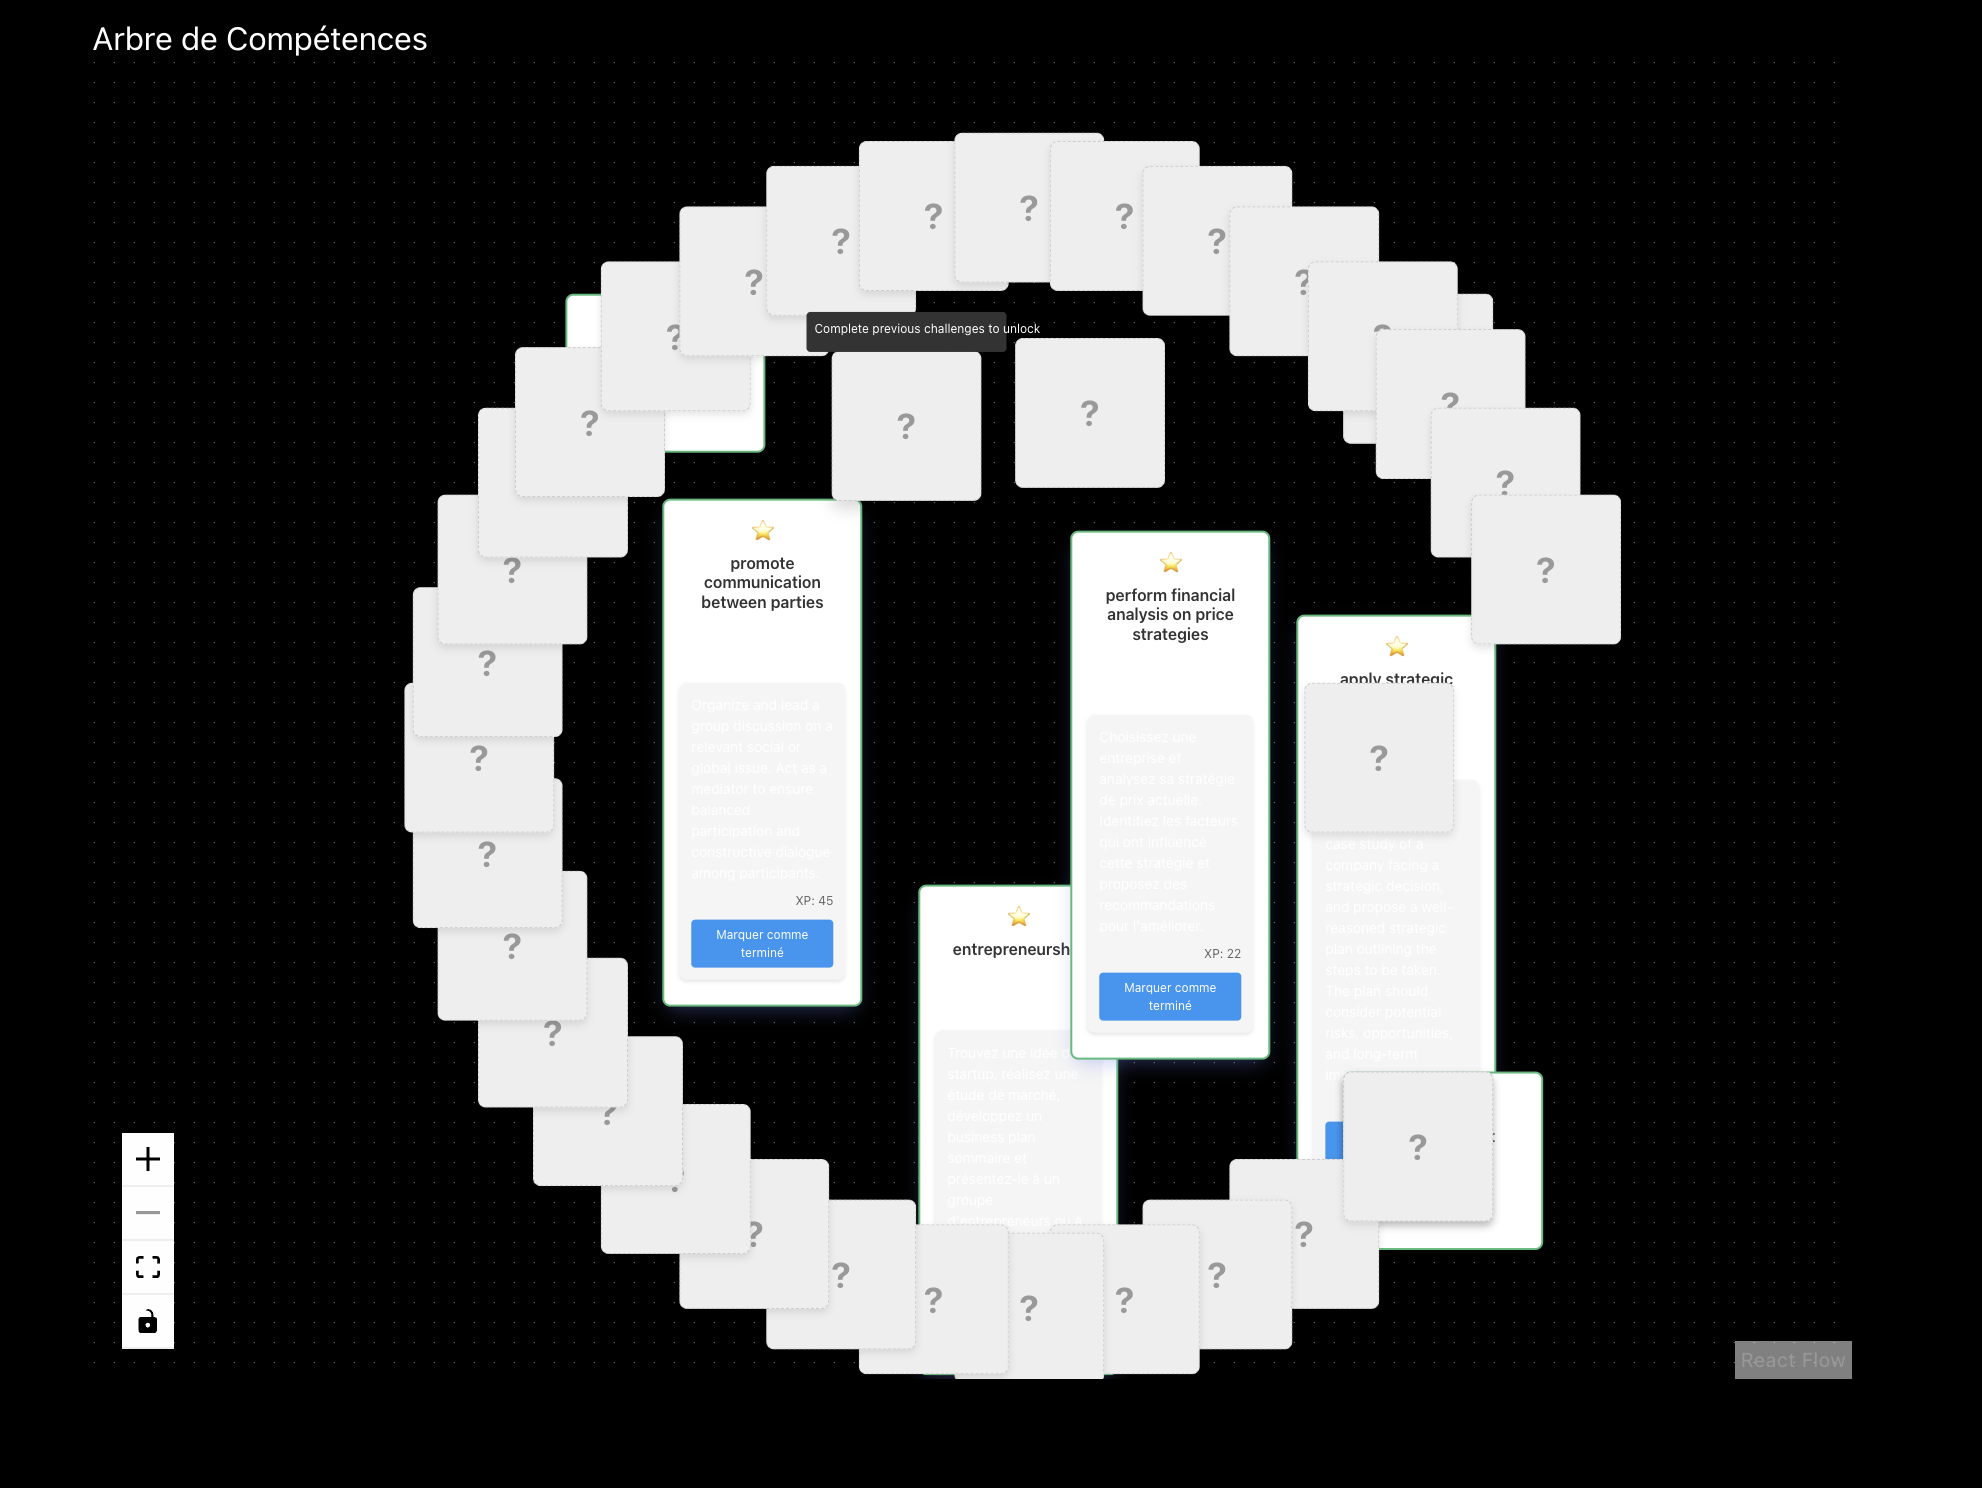 Arbre de Compétences
?
?
?
?
?
?
?
?
?
?
Complete previous challenges to unlock
?
?
?
?
?
?
?
promote
communication
between parties
Organize and lead a
group discussion on a
relevant social or
global issue. Act as a
mediator to ensure
balanced
participation and
constructive dialogue
among participants.
XP: 45
Marquer comme
terminé
perform financial
analysis on price
strategies
Choisissez une
entreprise et
analysez sa stratégie
de prix actuelle.
Identifiez les facteurs
qui ont influencé
cette stratégie et
proposez des
recommandations
pour l'améliorer.
XP: 22
Marquer comme
terminé
apply strategic
?
case study of a
company facing a
strategic decision,
and propose a well-
reasoned strategic
plan outlining the
steps to be taken.
The plan should
consider potential
risks, opportunities,
and long-term
?
?
?
?
?
?
?
entrepreneursh
Trouvez une idée
startup, réalisez une
étude de marché,
développez un
business plan
sommaire et
présentez-le à un
groupe
d'entrepreneurs ou à
?
?
?
?
?
?
?
?
?
React Flow